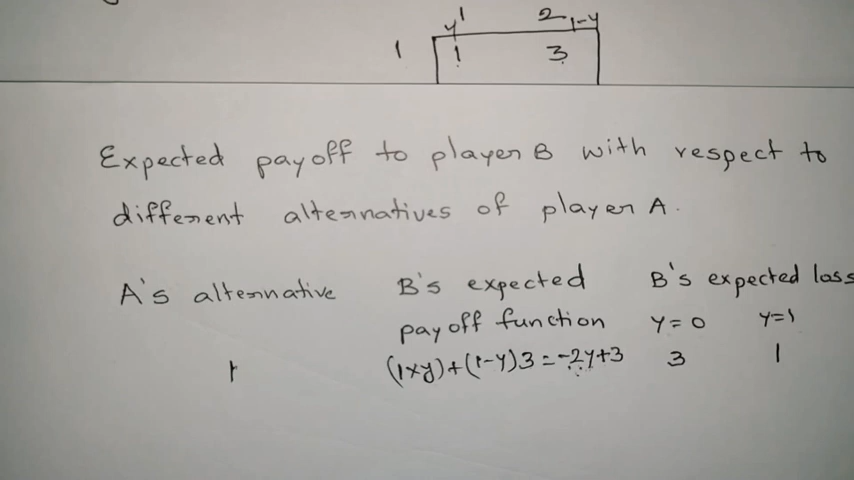 1 2
y 1-y
1 1 3
Expected payoff to player B with respect to
different alternatives of player A.
A's alternative B's expected B's expected loss
payoff function y=0 y=1
1 (1×y)+(1-y)3=-2y+3 3 1